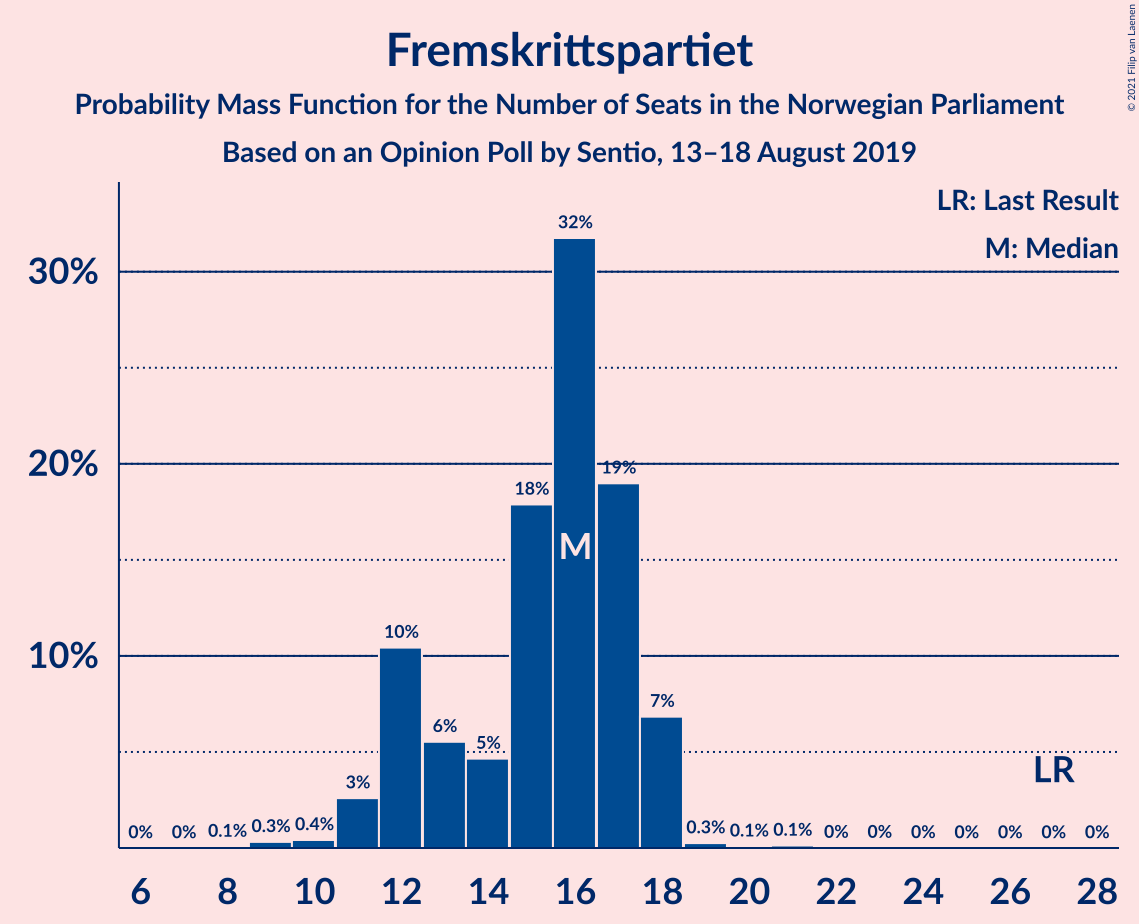 Fremskrittspartiet
Probability Mass Function for the Number of Seats in the Norwegian Parliament
Based on an Opinion Poll by Sentio, 13–18 August 2019
© 2021 Filip van Laenen
LR: Last Result
M: Median
30%
20%
10%
0% 0% 0.1% 0.3% 0.4% 3% 10% 6% 5% 18% 32% 19% 7% 0.3% 0.1% 0.1% 0% 0% 0% 0% 0% 0% 0%
M
LR
6 8 10 12 14 16 18 20 22 24 26 28